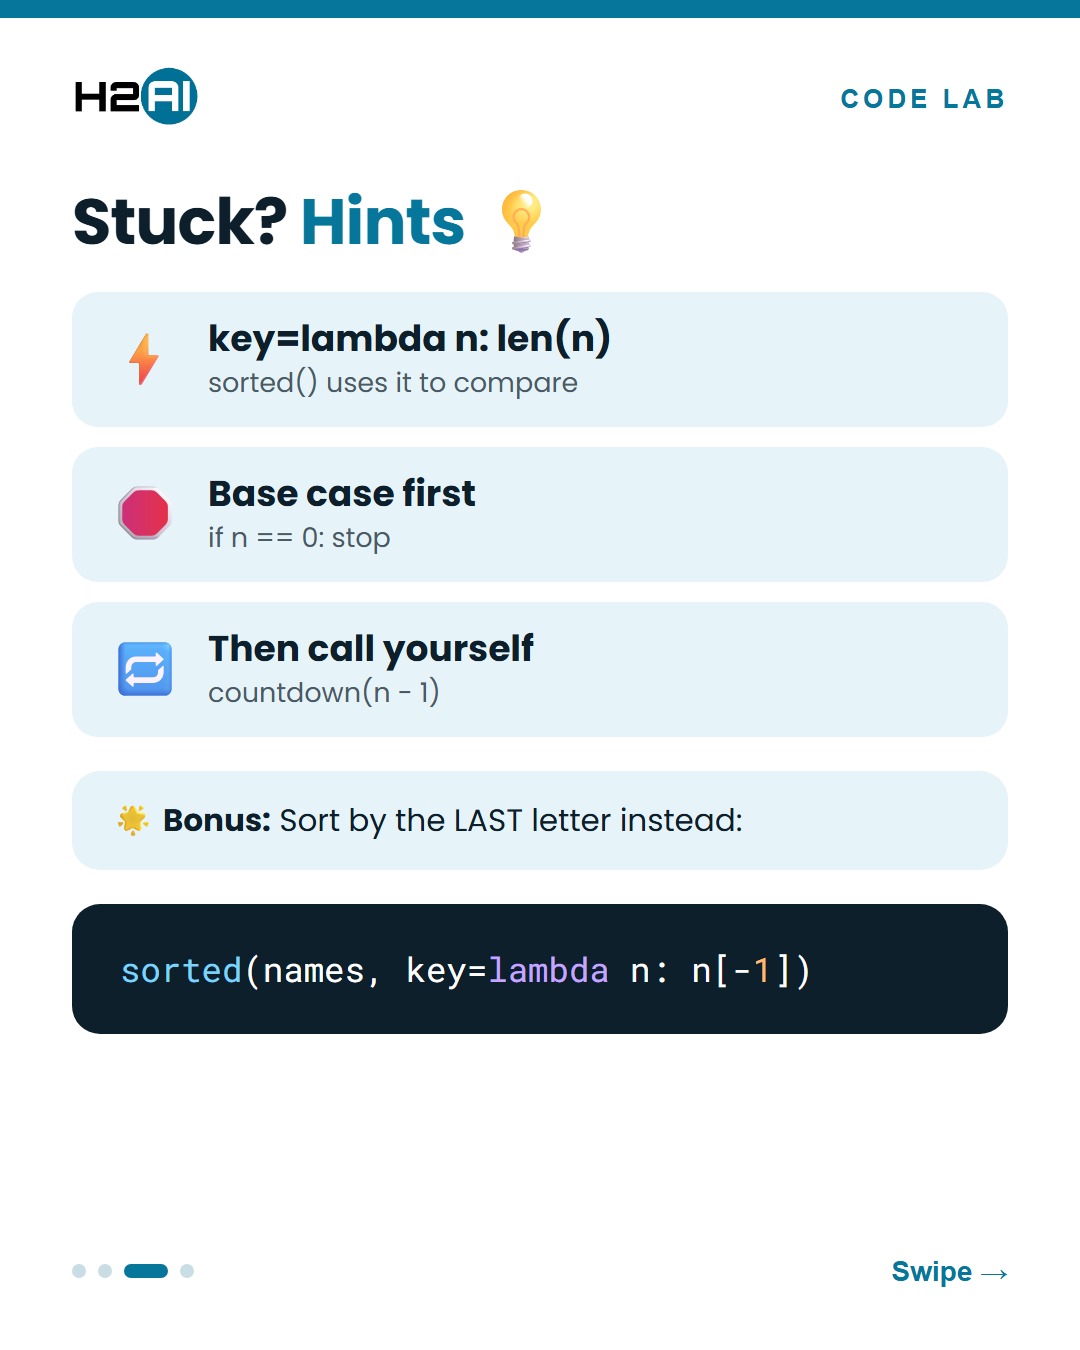 H2AI
CODE LAB
Stuck? Hints
key=lambda n: len(n)
sorted() uses it to compare
Base case first
if n == 0: stop
Then call yourself
countdown(n - 1)
Bonus: Sort by the LAST letter instead:
sorted(names, key=lambda n: n[-1])
Swipe →